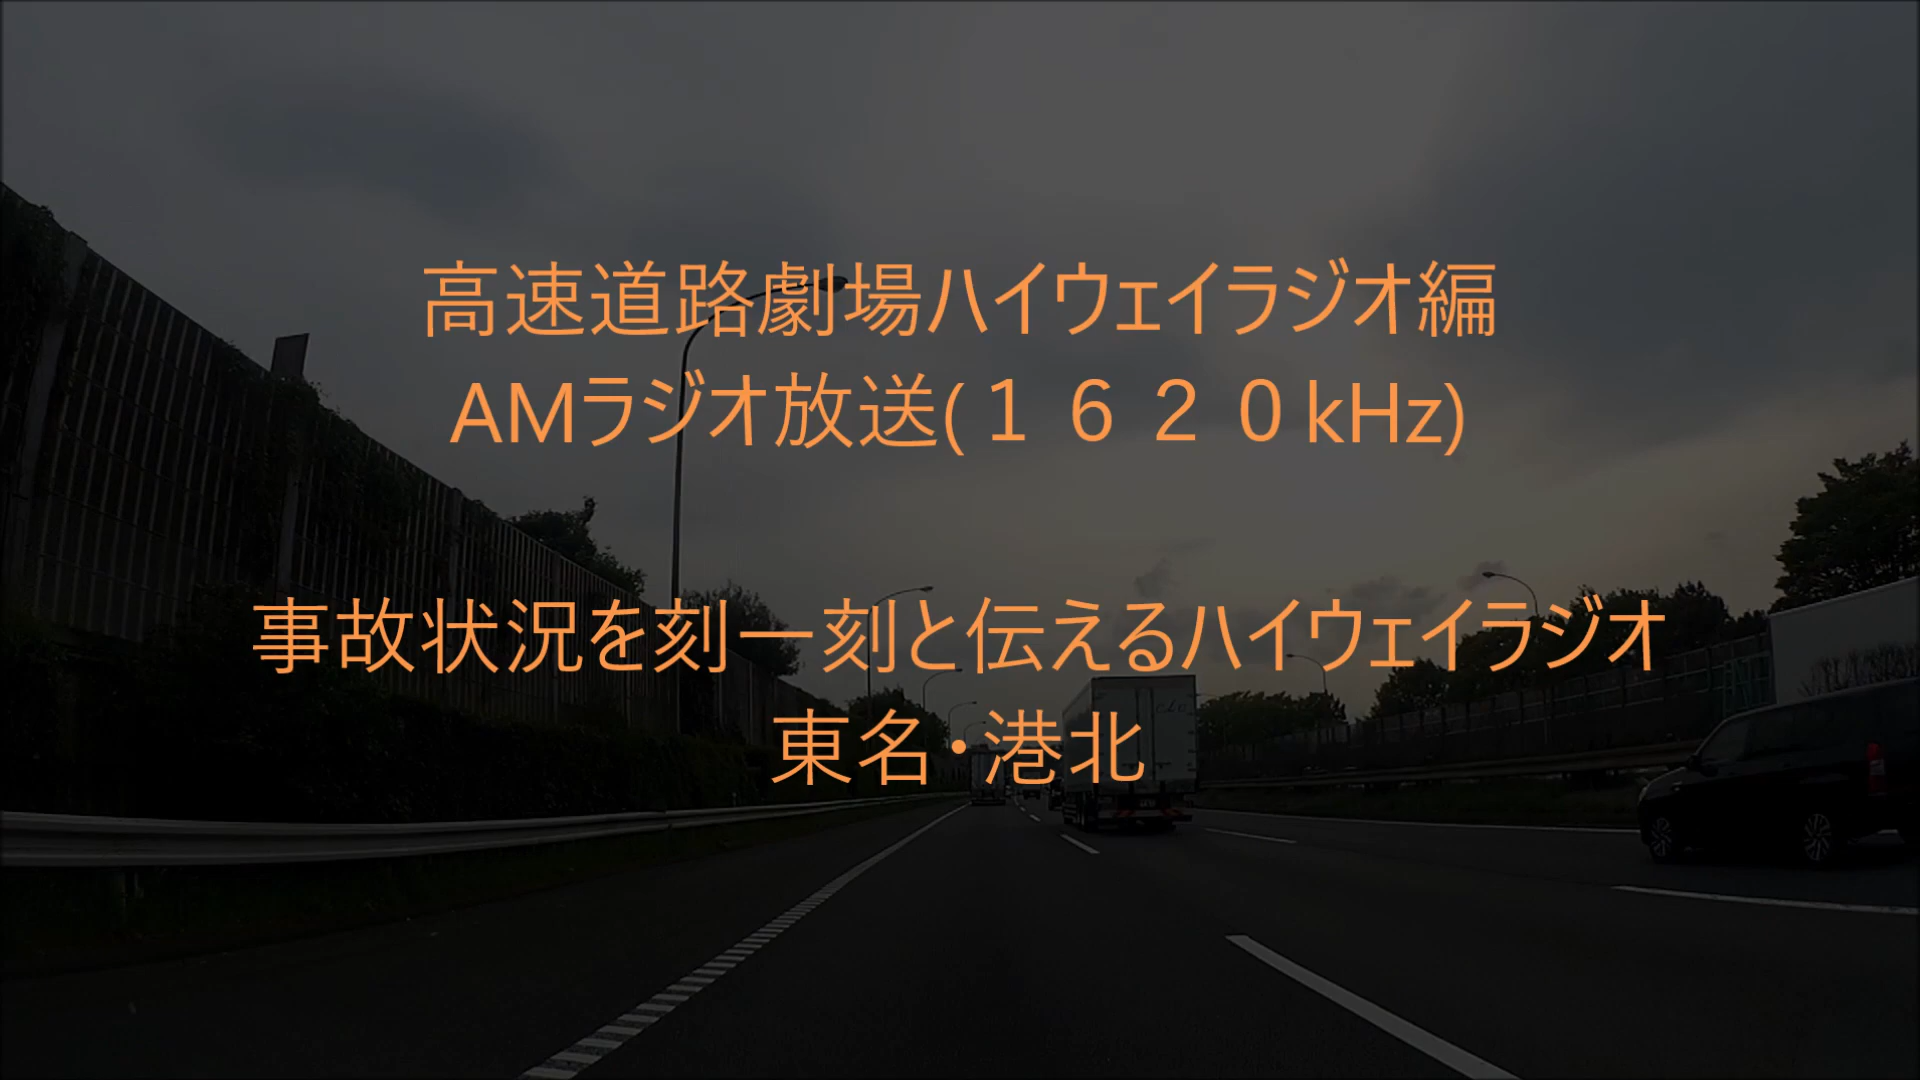 高速道路劇場ハイウェイラジオ編
AMラジオ放送(１６２０kHz)
事故状況を刻一刻と伝えるハイウェイラジオ
東名・港北